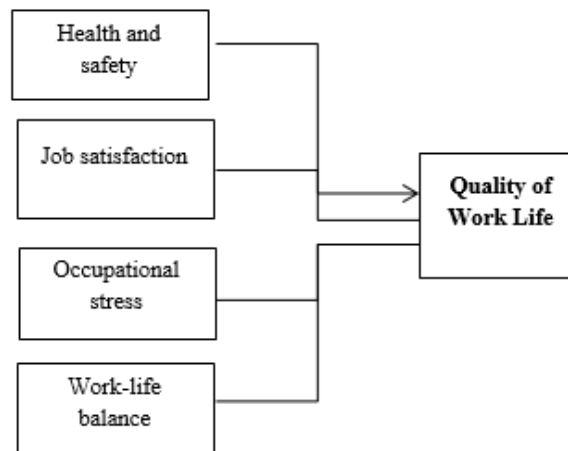 Health and
safety
Job satisfaction
Occupational
stress
Work-life
balance
Quality of
Work Life